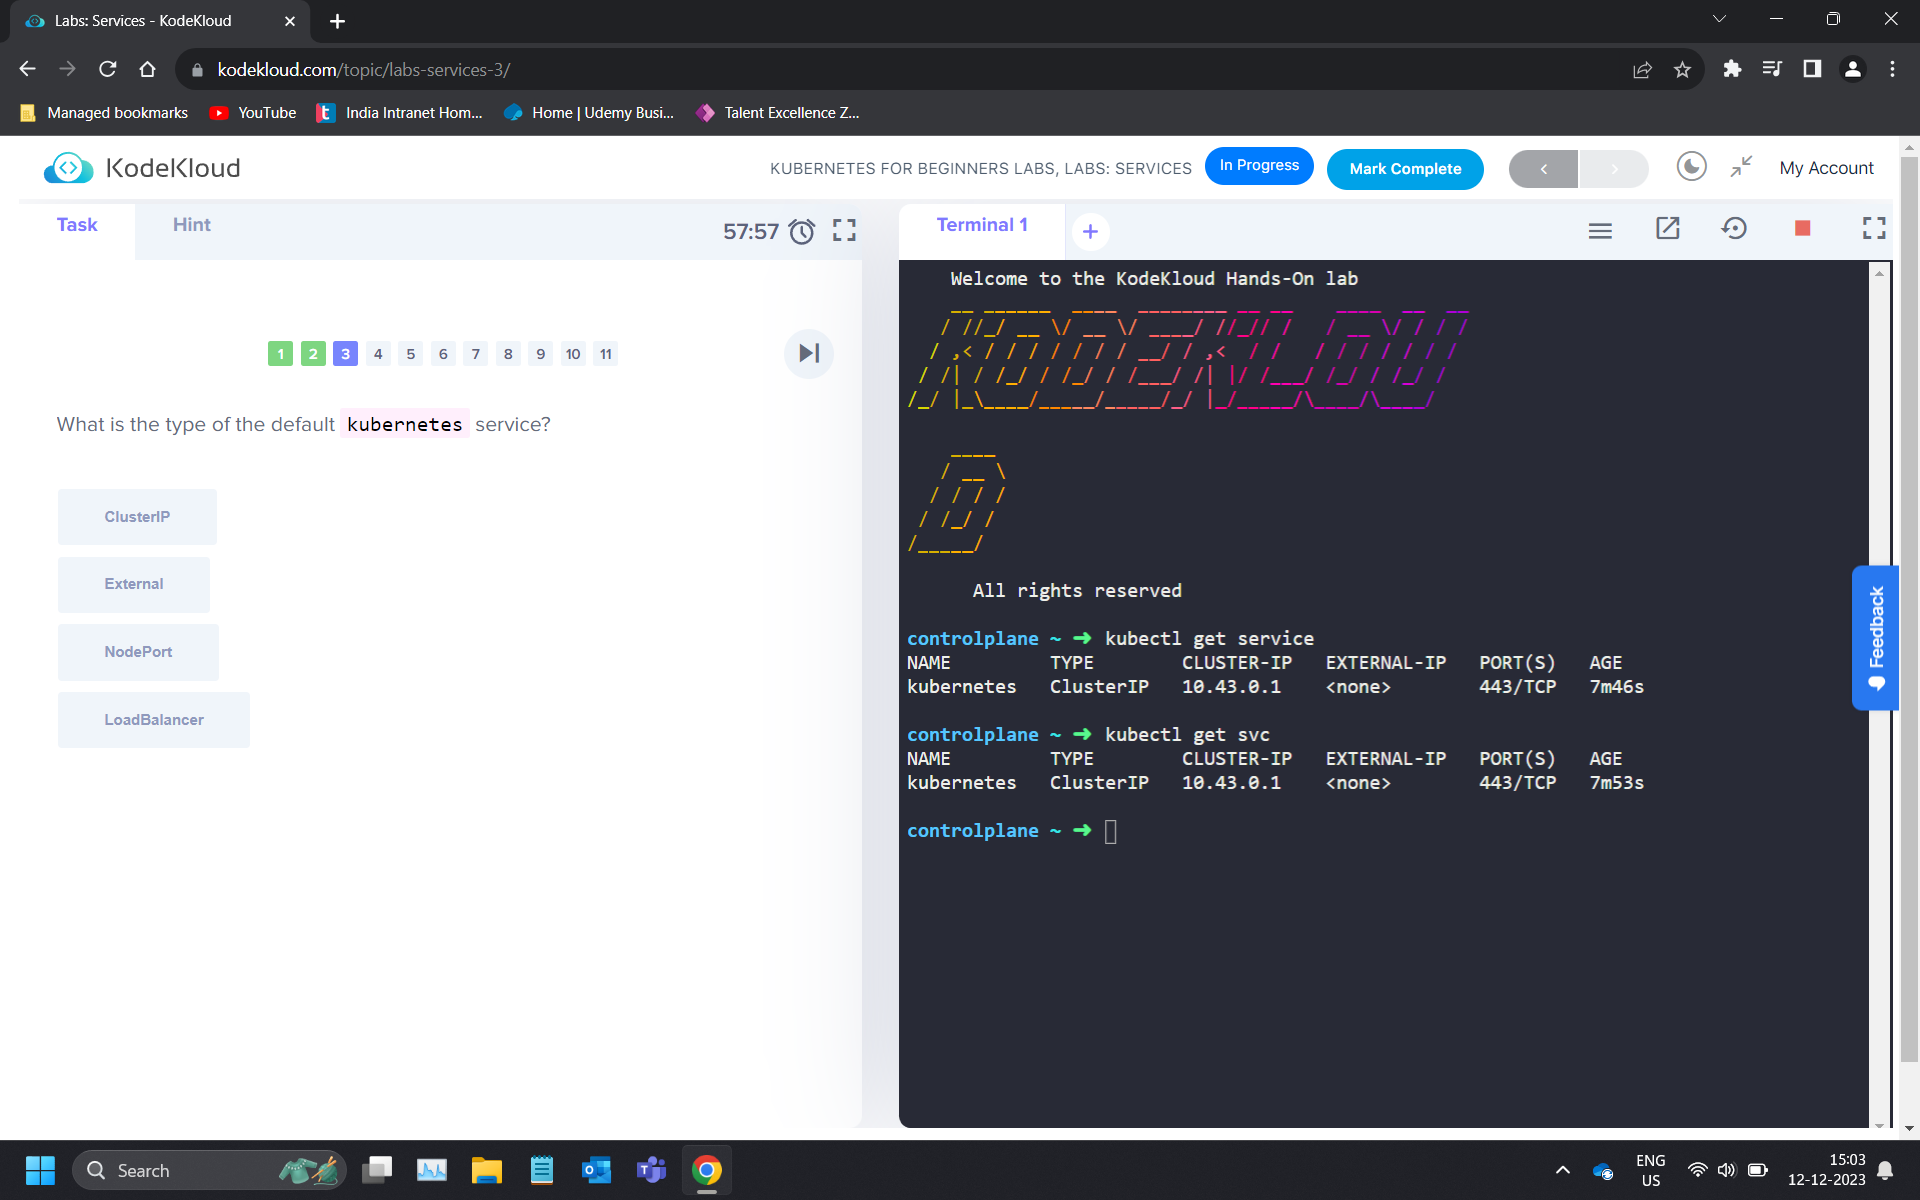 Labs: Services - KodeKloud
kodekloud.com/topic/labs-services-3/
Managed bookmarks
YouTube
India Intranet Hom...
Home | Udemy Busi...
Talent Excellence Z...
KodeKloud
KUBERNETES FOR BEGINNERS LABS, LABS: SERVICES
In Progress
Mark Complete
My Account
Task
Hint
57:57
1 2 3 4 5 6 7 8 9 10 11
What is the type of the default kubernetes service?
ClusterIP
External
NodePort
LoadBalancer
Terminal 1
Welcome to the KodeKloud Hands-On lab
KODEKLOU
D
All rights reserved
controlplane ~ ➜ kubectl get service
NAME TYPE CLUSTER-IP EXTERNAL-IP PORT(S) AGE
kubernetes ClusterIP 10.43.0.1 <none> 443/TCP 7m46s
controlplane ~ ➜ kubectl get svc
NAME TYPE CLUSTER-IP EXTERNAL-IP PORT(S) AGE
kubernetes ClusterIP 10.43.0.1 <none> 443/TCP 7m53s
controlplane ~ ➜
Feedback
Search
ENG
US
15:03
12-12-2023